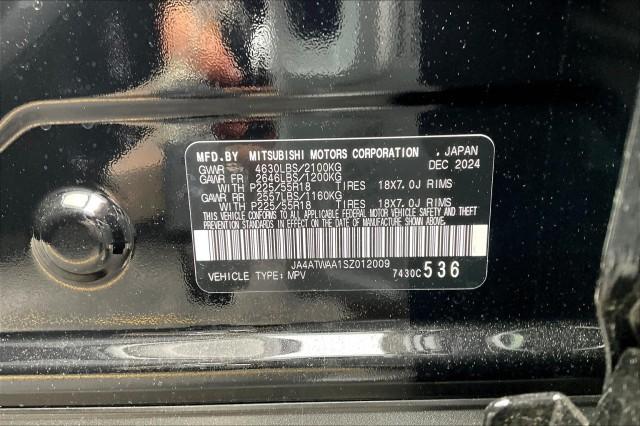 MFD.BY MITSUBISHI MOTORS CORPORATION , JAPAN
GVWR 4630LBS/2100KG DEC 2024
GAWR FR 2646LBS/1200KG
WITH P225/55R18 TIRES 18X7.0J RIMS
GAWR RR 2557LBS/1160KG
WITH P225/55R18 TIRES 18X7.0J RIMS
THIS VEHICLE CONFORMS TO ALL APPLICABLE FEDERAL MOTOR VEHICLE SAFETY AND THEFT
PREVENTION STANDARDS IN EFFECT ON THE DATE OF MANUFACTURE SHOWN ABOVE.
JA4ATWAA1SZ012009
VEHICLE TYPE: MPV 7430C 536